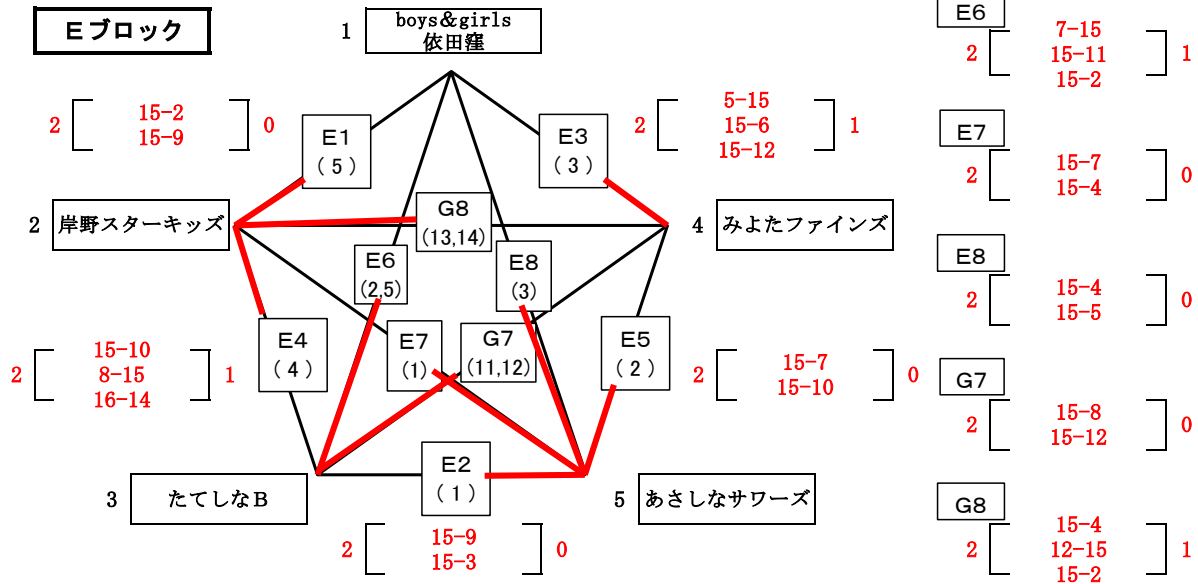 Eブロック
1
boys&girls
依田窪
2
15-2
15-9
0
E1
(5)
E3
(3)
2
5-15
15-6
15-12
1
2
岸野スターキッズ
G8
(13,14)
4
みよたファインズ
E6
(2,5)
E8
(3)
E4
(4)
E7
(1)
G7
(11,12)
E5
(2)
2
15-10
8-15
16-14
1
2
15-7
15-10
0
3
たてしなB
E2
(1)
5
あさしなサワーズ
2
15-9
15-3
0
E6
2
7-15
15-11
15-2
1
E7
2
15-7
15-4
0
E8
2
15-4
15-5
0
G7
2
15-8
15-12
0
G8
2
15-4
12-15
15-2
1